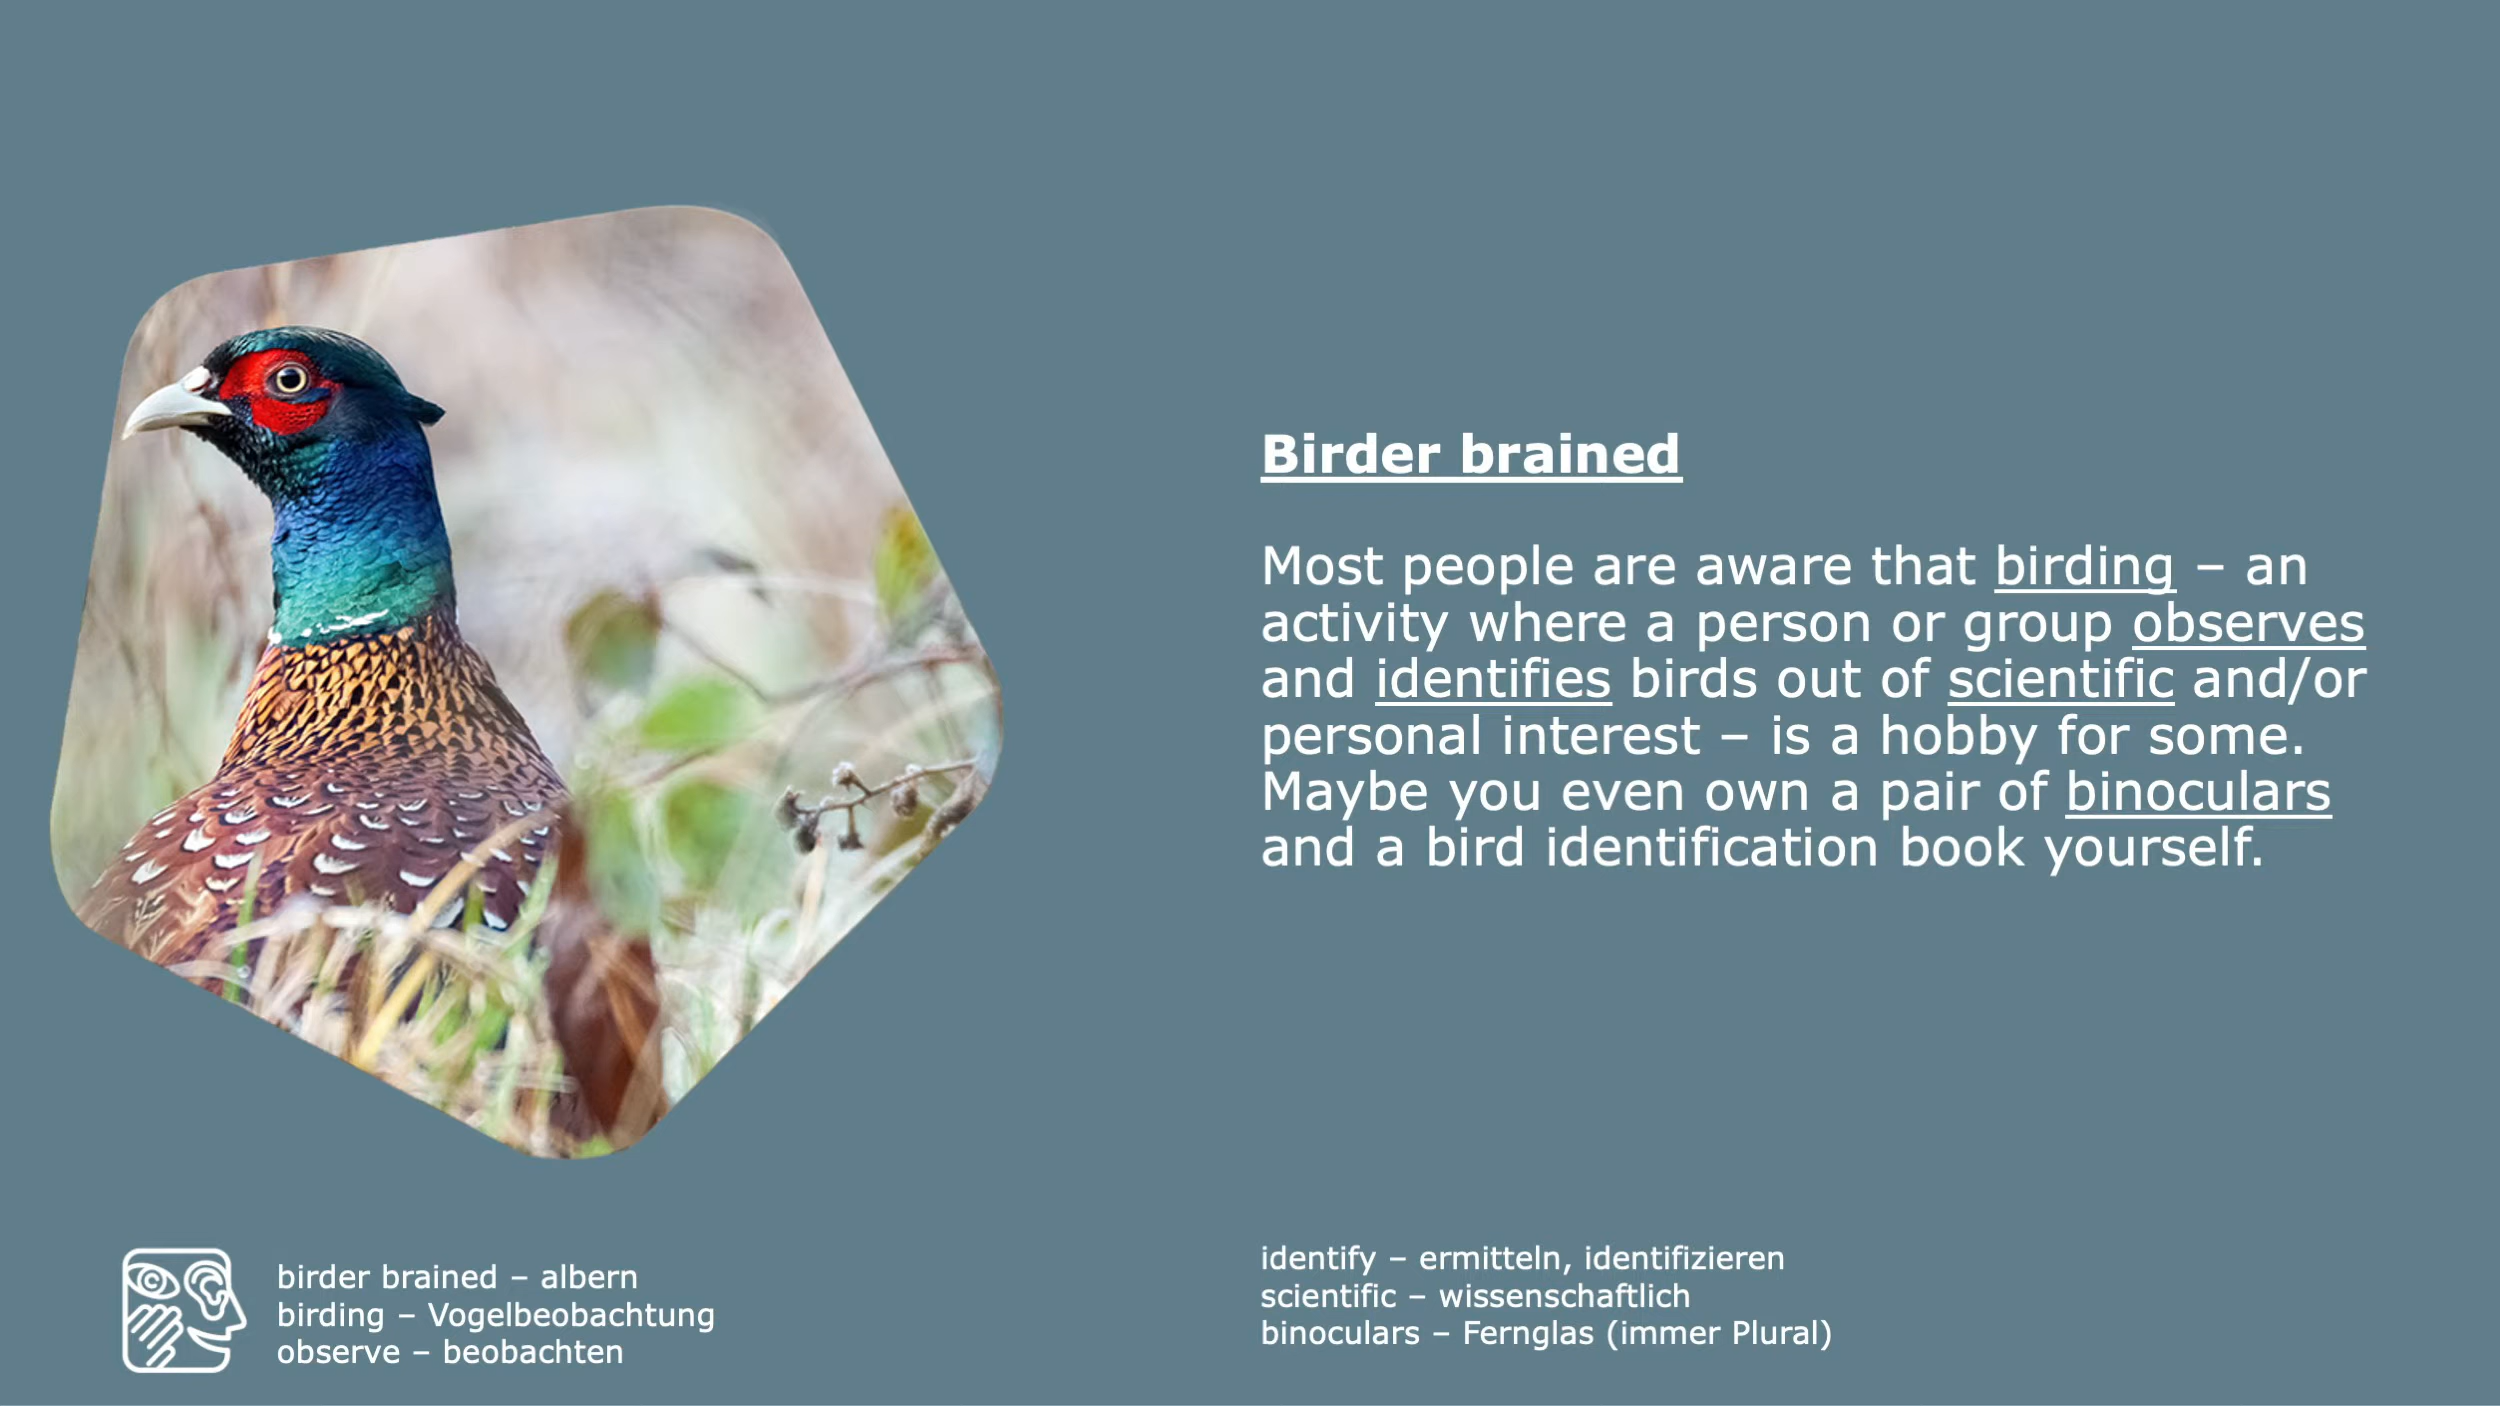 Birder brained
Most people are aware that birding – an
activity where a person or group observes
and identifies birds out of scientific and/or
personal interest – is a hobby for some.
Maybe you even own a pair of binoculars
and a bird identification book yourself.
birder brained – albern
birding – Vogelbeobachtung
observe – beobachten
identify – ermitteln, identifizieren
scientific – wissenschaftlich
binoculars – Fernglas (immer Plural)